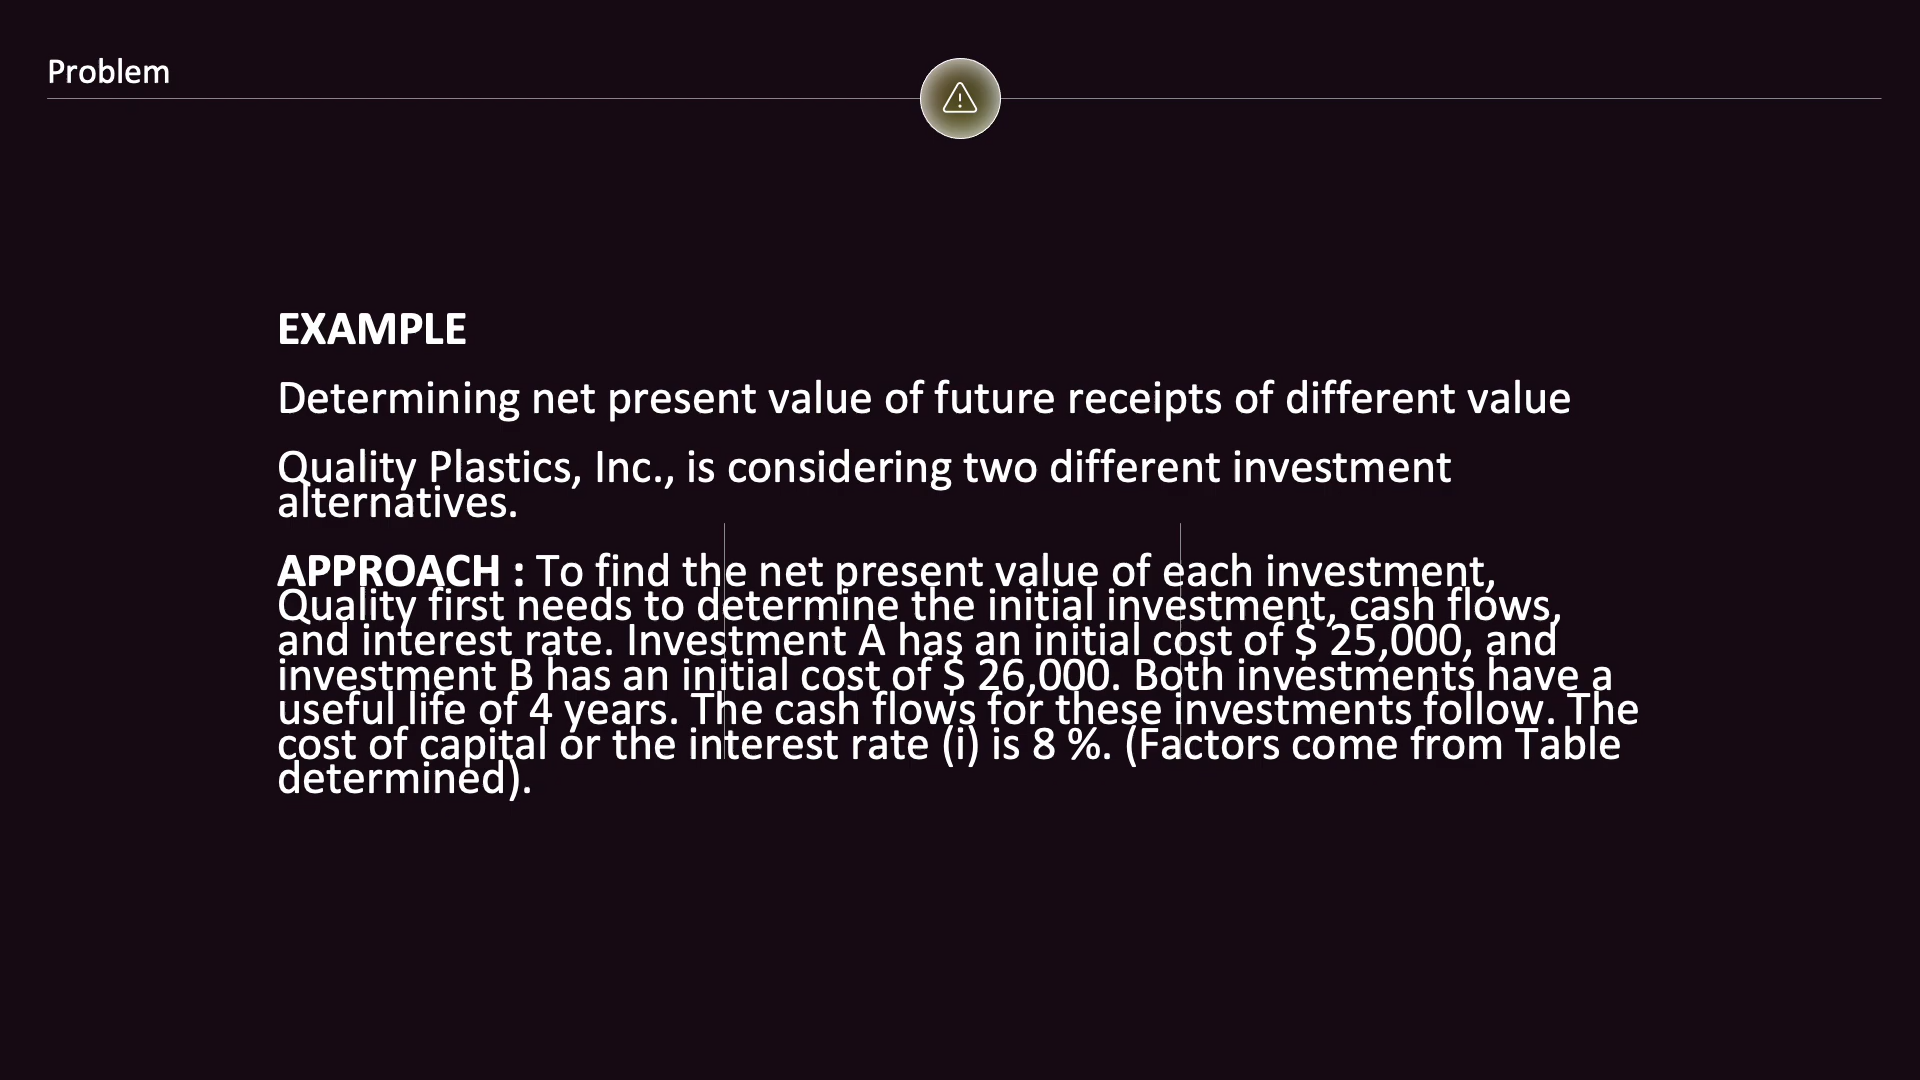 Problem
EXAMPLE
Determining net present value of future receipts of different value
Quality Plastics, Inc., is considering two different investment
alternatives.
APPROACH : To find the net present value of each investment,
Quality first needs to determine the initial investment, cash flows,
and interest rate. Investment A has an initial cost of $ 25,000, and
investment B has an initial cost of $ 26,000. Both investments have a
useful life of 4 years. The cash flows for these investments follow. The
cost of capital or the interest rate (i) is 8 %. (Factors come from Table
determined).